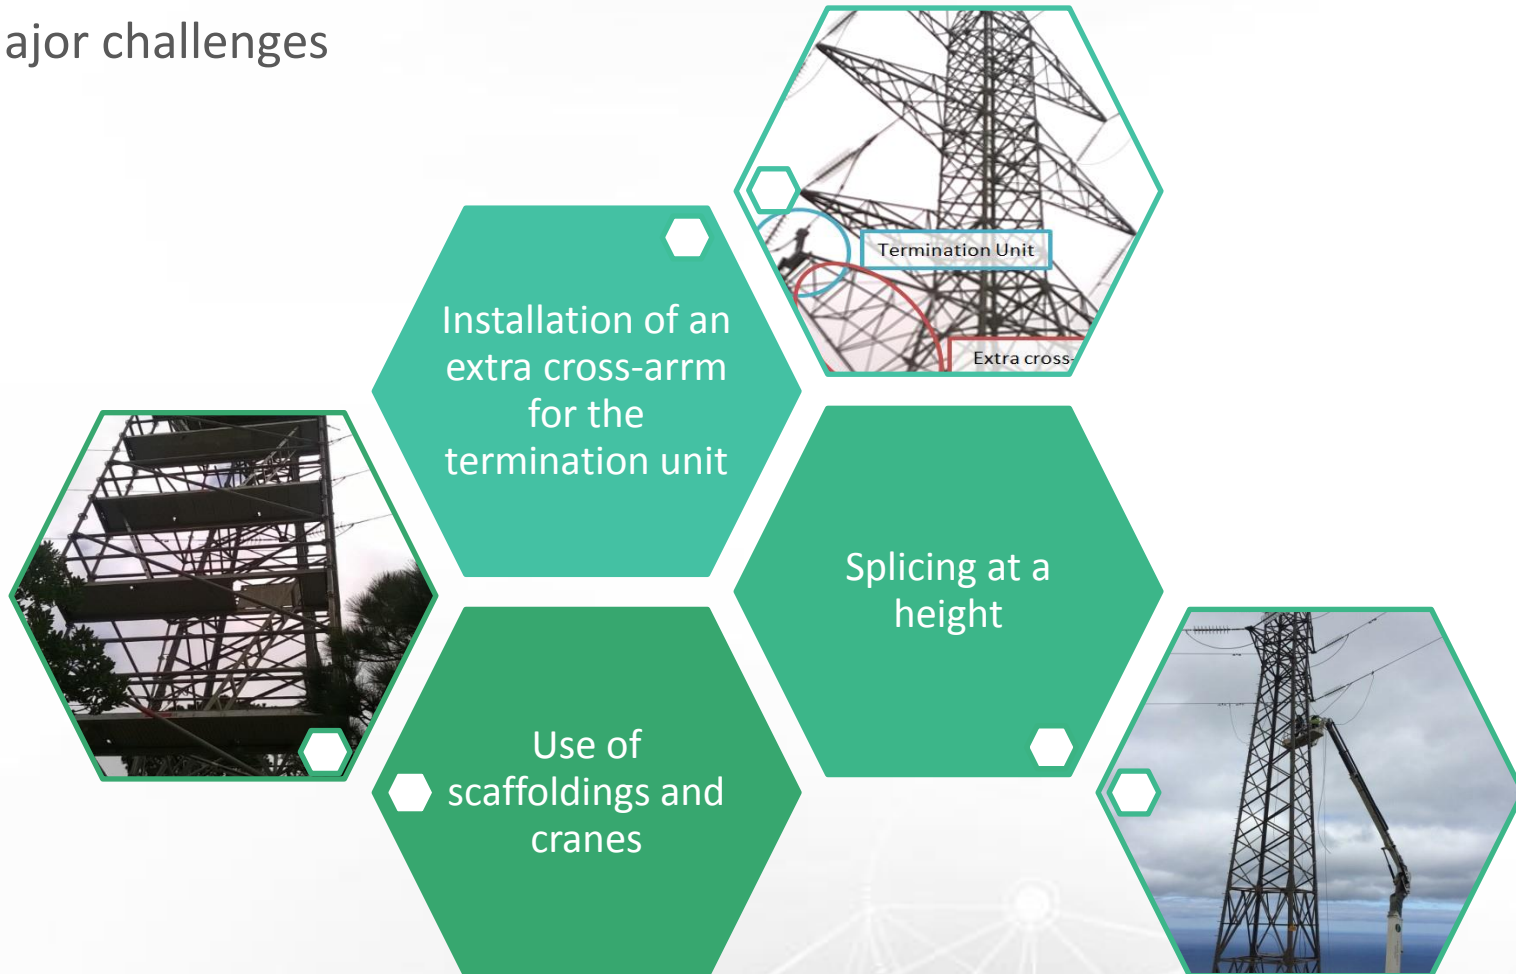 ajor challenges
Termination Unit
Extra cross-
Installation of an
extra cross-arrm
for the
termination unit
Splicing at a
height
Use of
scaffoldings and
cranes